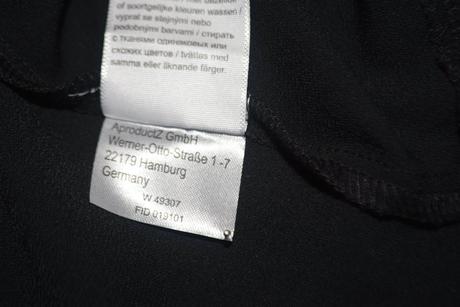 of soortgelijke kleuren wassen /
vyprat se stejnými nebo
podobnými barvami / стирать
с тканями одинаковых или
схожих цветов / tvättas med
samma eller liknande färger.
AproductZ GmbH
Werner-Otto-Straße 1-7
22179 Hamburg
Germany
W 49307
FID 019101